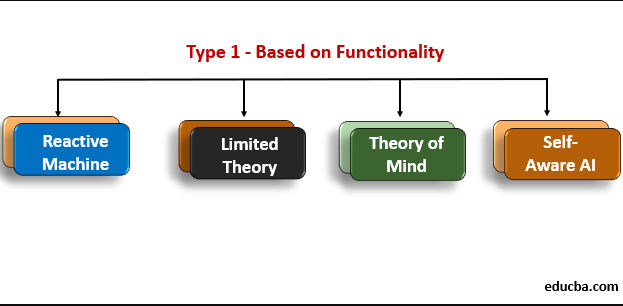 Type 1 - Based on Functionality
Reactive
Machine
Limited
Theory
Theory of
Mind
Self-
Aware AI
educba.com